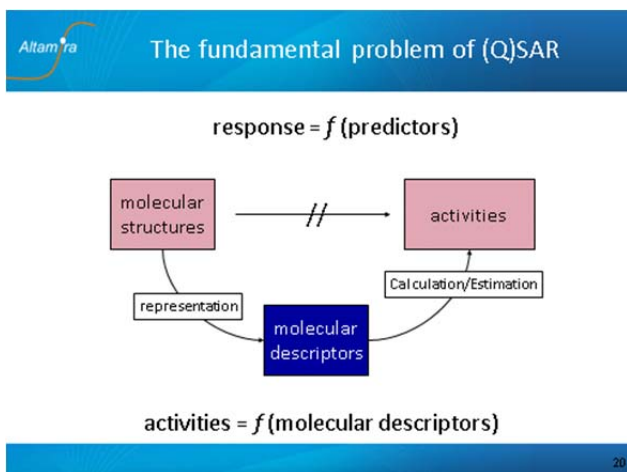 Altamira
The fundamental problem of (Q)SAR
response = f (predictors)
molecular
structures
activities
representation
Calculation/Estimation
molecular
descriptors
activities = f (molecular descriptors)
20